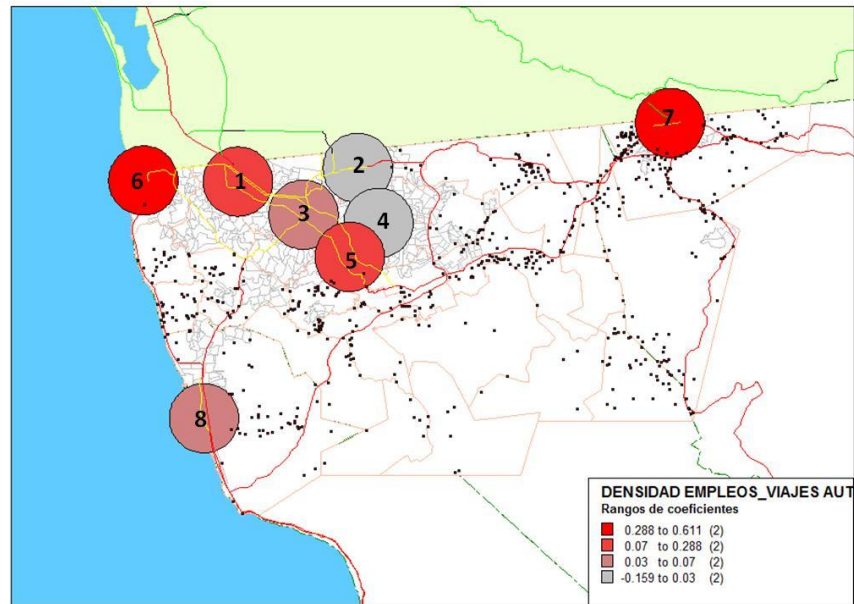 7
2
6
1
3
4
5
8
DENSIDAD EMPLEOS_VIAJES AUT
Rangos de coeficientes
0.288 to 0.611 (2)
0.07 to 0.288 (2)
0.03 to 0.07 (2)
-0.159 to 0.03 (2)